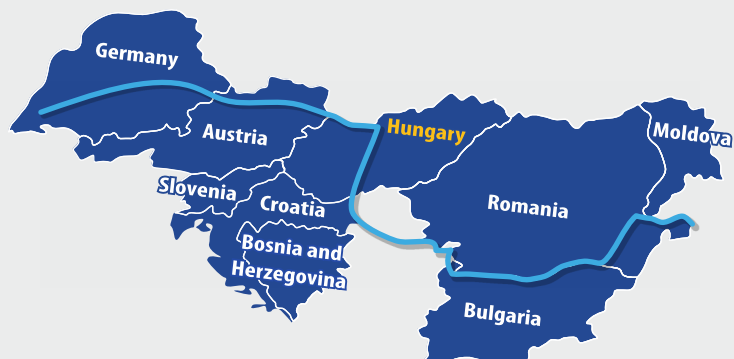 Germany
Austria
Hungary
Moldova
Slovenia
Croatia
Romania
Bosnia and
Herzegovina
Bulgaria